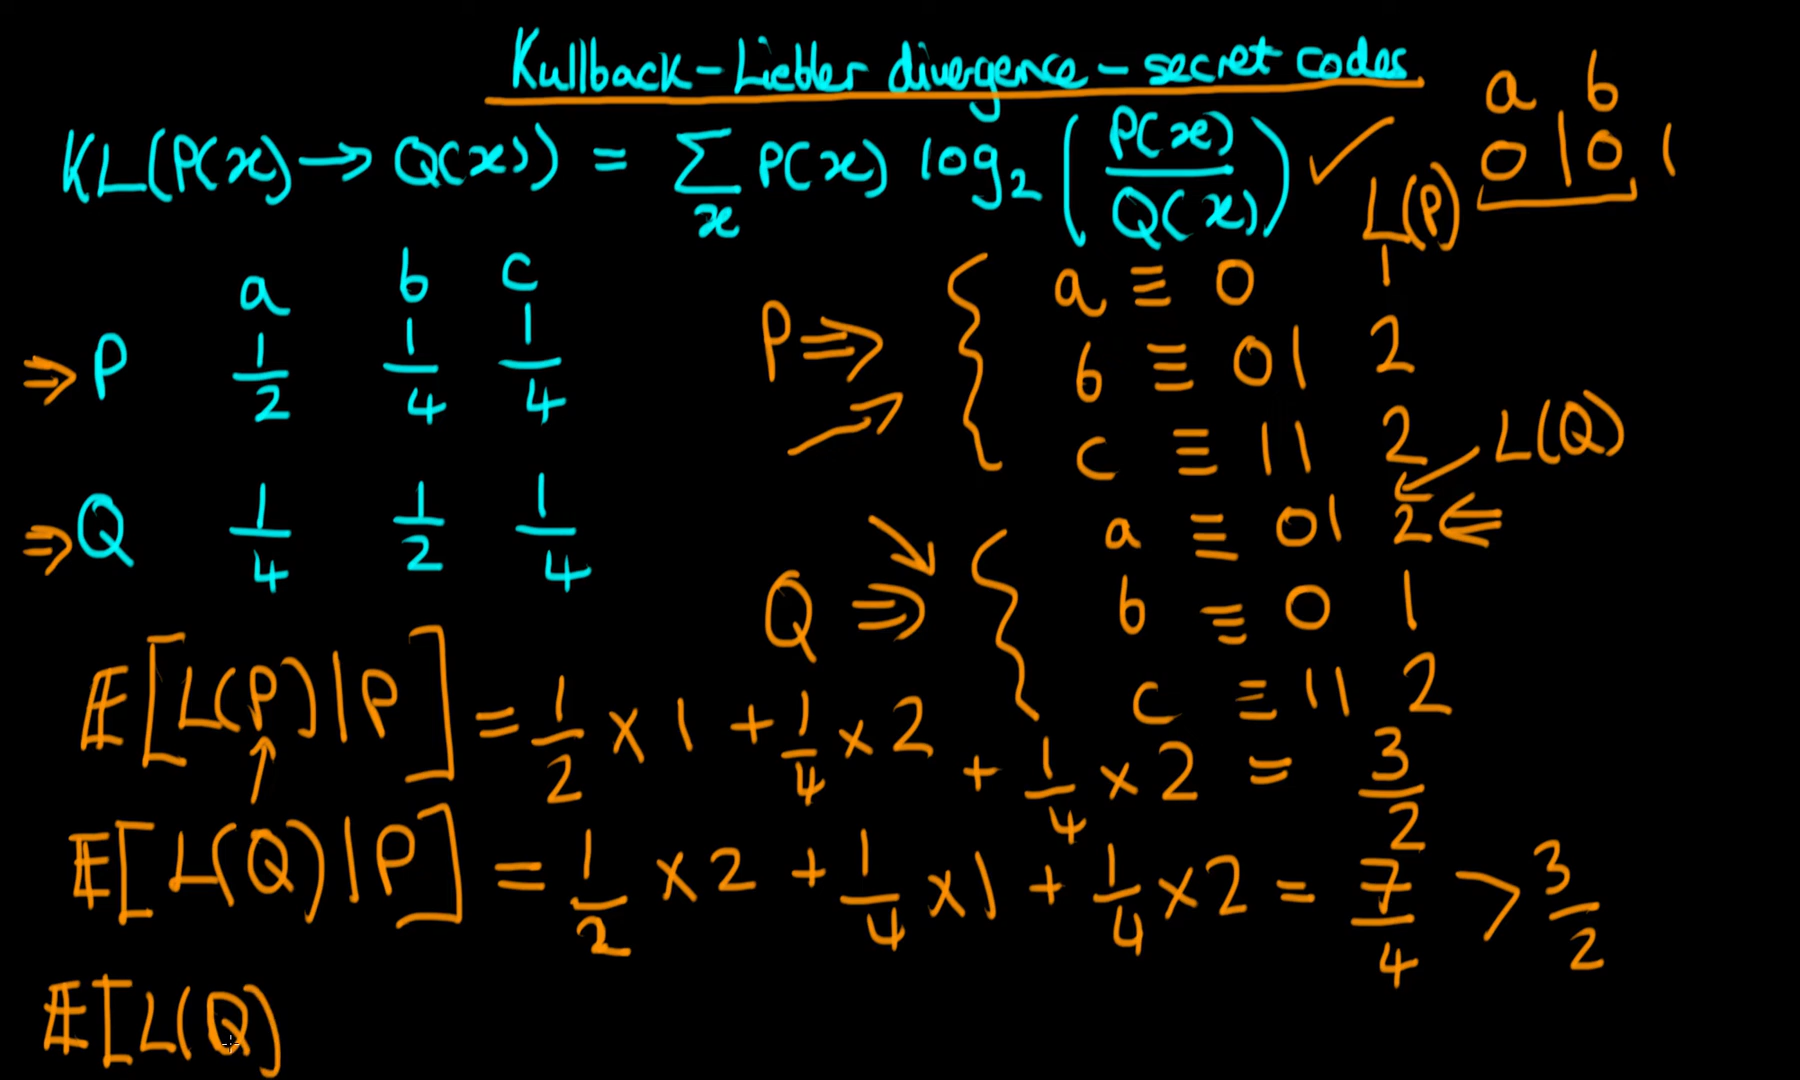 Kullback-Liebler divergence - secret codes
a b
0 1 0 1
KL(P(x) → Q(x)) = ∑ₓ P(x) log₂ (P(x)/Q(x)) ✓
L(P)
a b c
⇒ P 1/2 1/4 1/4
⇒ Q 1/4 1/2 1/4
P ⇒ { a ≡ 0 1
b ≡ 01 2
c ≡ 11 2
L(Q)
Q ⇒ { a ≡ 01 2 ⇐
b ≡ 0 1
c ≡ 11 2
𝔼[L(P)|P] = 1/2 × 1 + 1/4 × 2 + 1/4 × 2 = 3/2
𝔼[L(Q)|P] = 1/2 × 2 + 1/4 × 1 + 1/4 × 2 = 7/4 > 3/2
𝔼[L(Q)